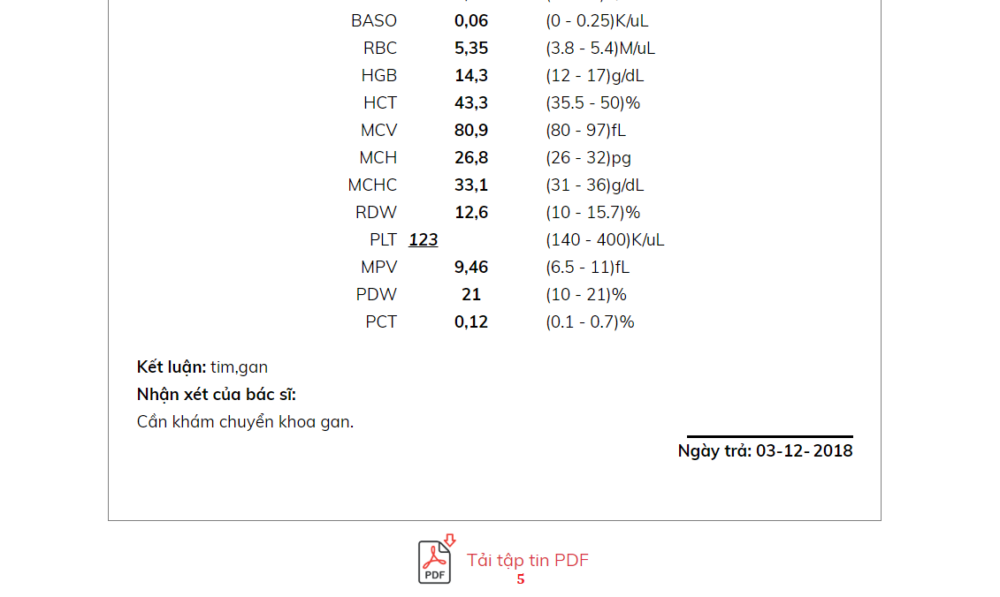 BASO 0,06 (0 - 0.25)K/uL
RBC 5,35 (3.8 - 5.4)M/uL
HGB 14,3 (12 - 17)g/dL
HCT 43,3 (35.5 - 50)%
MCV 80,9 (80 - 97)fL
MCH 26,8 (26 - 32)pg
MCHC 33,1 (31 - 36)g/dL
RDW 12,6 (10 - 15.7)%
PLT 123 (140 - 400)K/uL
MPV 9,46 (6.5 - 11)fL
PDW 21 (10 - 21)%
PCT 0,12 (0.1 - 0.7)%
Kết luận: tim,gan
Nhận xét của bác sĩ:
Cần khám chuyển khoa gan.
Ngày trả: 03-12-2018
PDF
Tải tập tin PDF
5